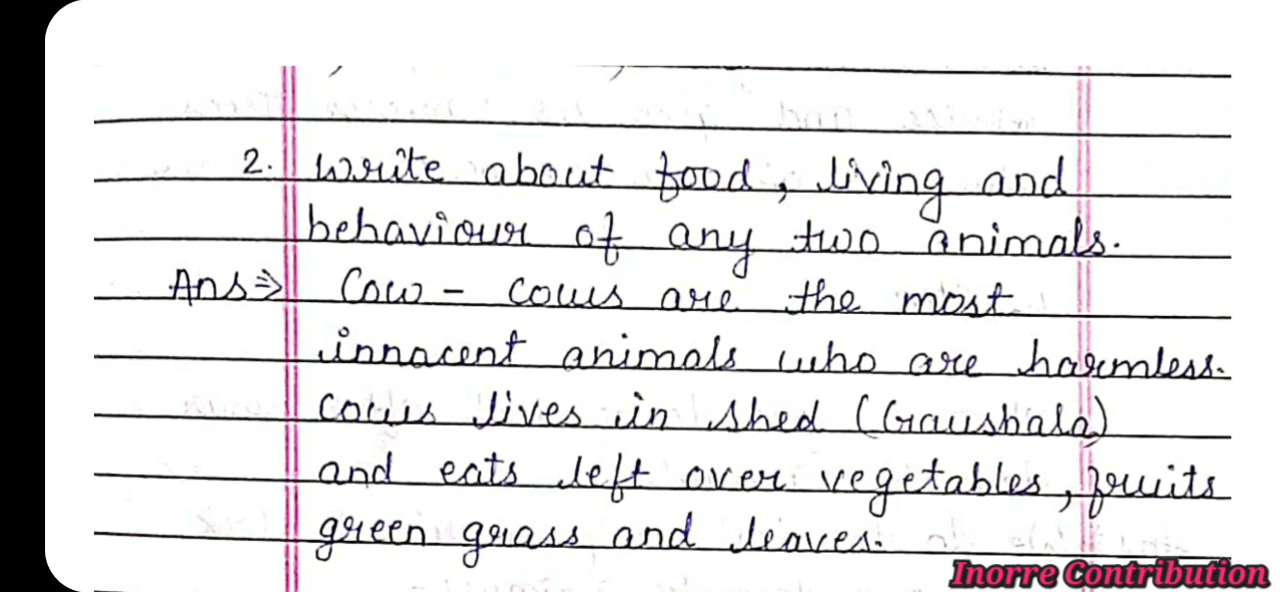 2. Write about food, living and
behaviour of any two animals.
Ans⇒ Cow - cows are the most
innocent animals who are harmless.
cows lives in shed (Graushala)
and eats left over vegetables, fruits
green grass and leaves.
Inorre Contribution